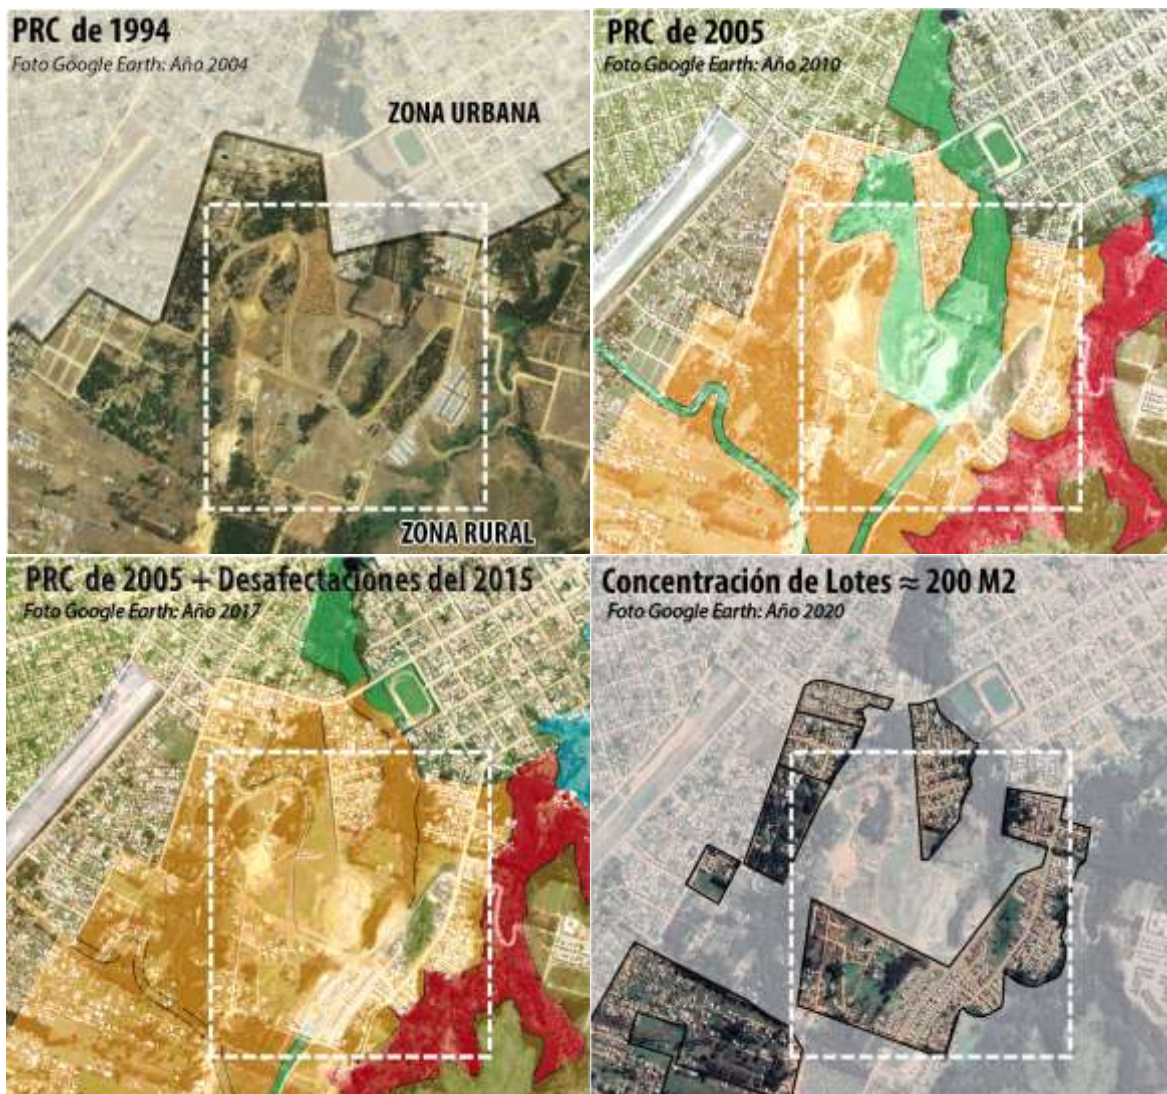 PRC de 1994
Foto Google Earth: Año 2004
ZONA URBANA
ZONA RURAL
PRC de 2005
Foto Google Earth: Año 2010
PRC de 2005 + Desafectaciones del 2015
Foto Google Earth: Año 2017
Concentración de Lotes ≈ 200 M2
Foto Google Earth: Año 2020